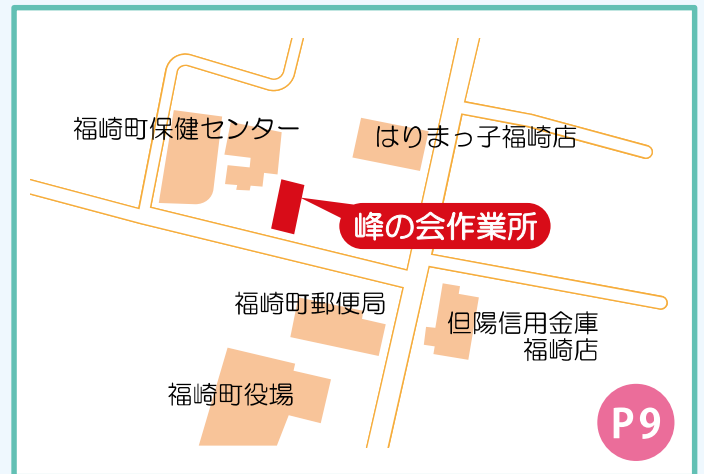 福崎町保健センター
はりまっ子福崎店
峰の会作業所
福崎町郵便局
但陽信用金庫
福崎店
福崎町役場
P9